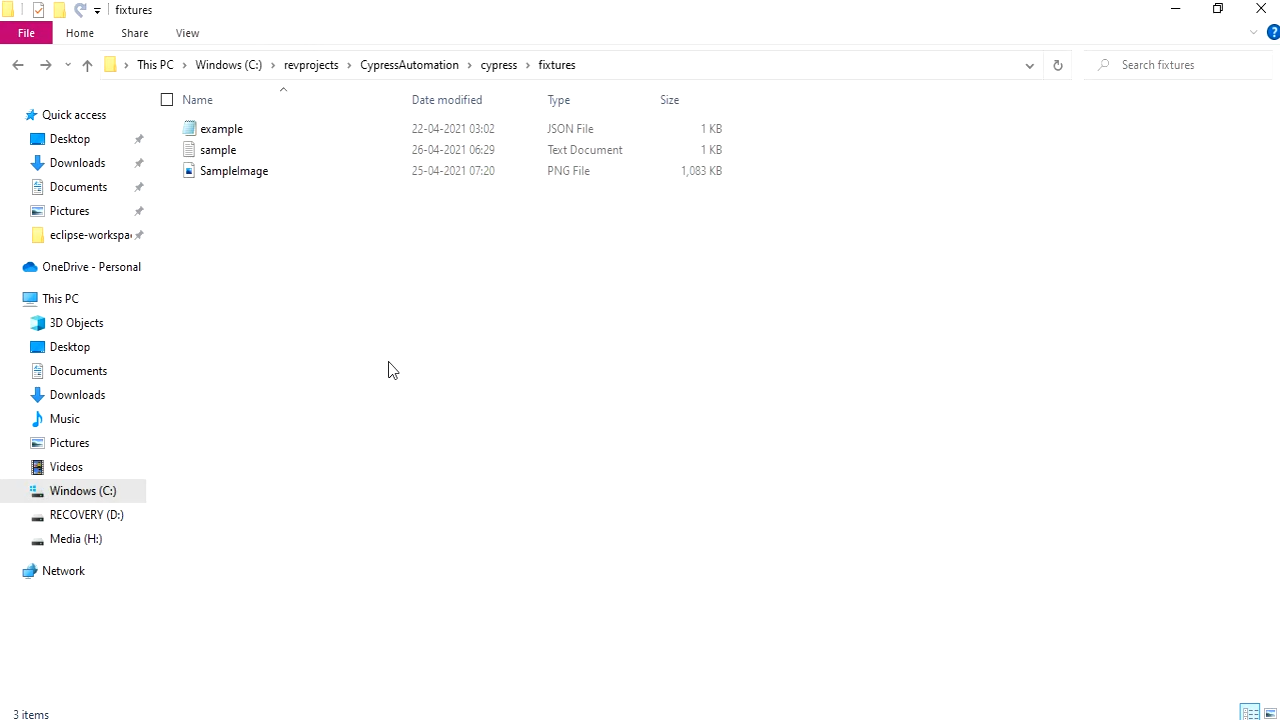 fixtures
File Home Share View
This PC > Windows (C:) > revprojects > CypressAutomation > cypress > fixtures
Search fixtures
Name Date modified Type Size
example 22-04-2021 03:02 JSON File 1 KB
sample 26-04-2021 06:29 Text Document 1 KB
SampleImage 25-04-2021 07:20 PNG File 1,083 KB
Quick access
Desktop
Downloads
Documents
Pictures
eclipse-workspa
OneDrive - Personal
This PC
3D Objects
Desktop
Documents
Downloads
Music
Pictures
Videos
Windows (C:)
RECOVERY (D:)
Media (H:)
Network
3 items